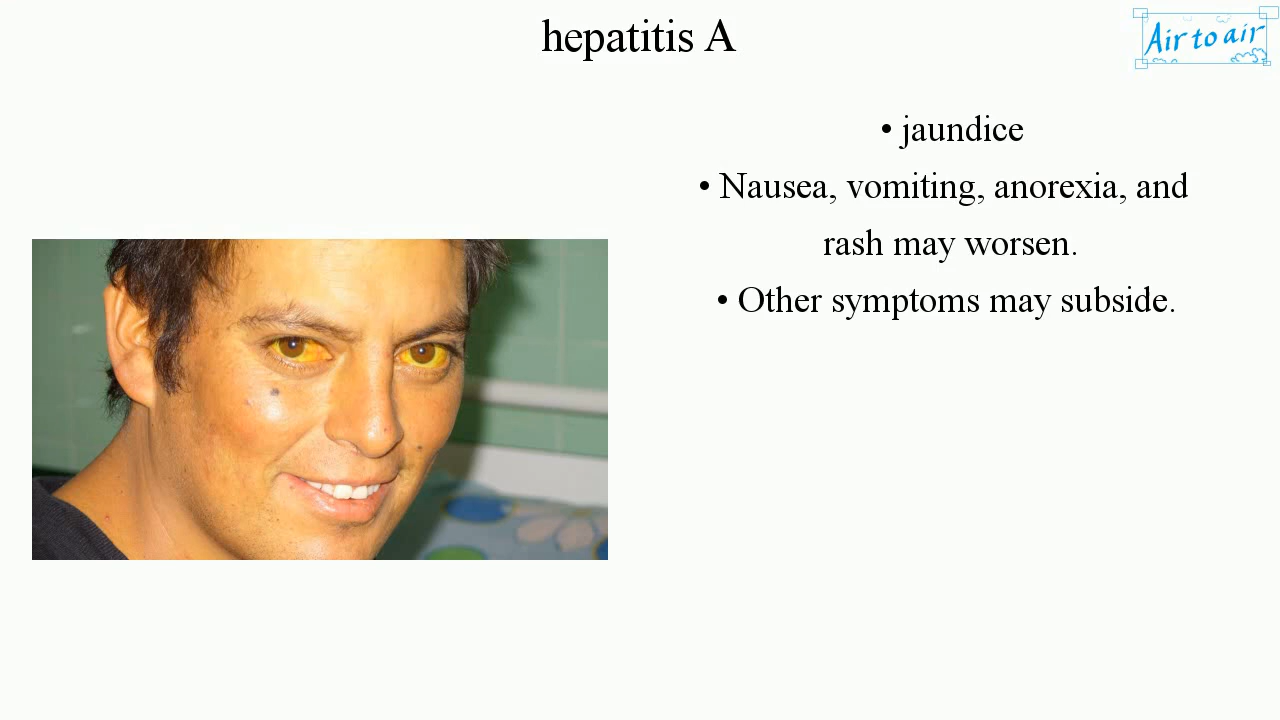 hepatitis A
Air to air
• jaundice
• Nausea, vomiting, anorexia, and
rash may worsen.
• Other symptoms may subside.